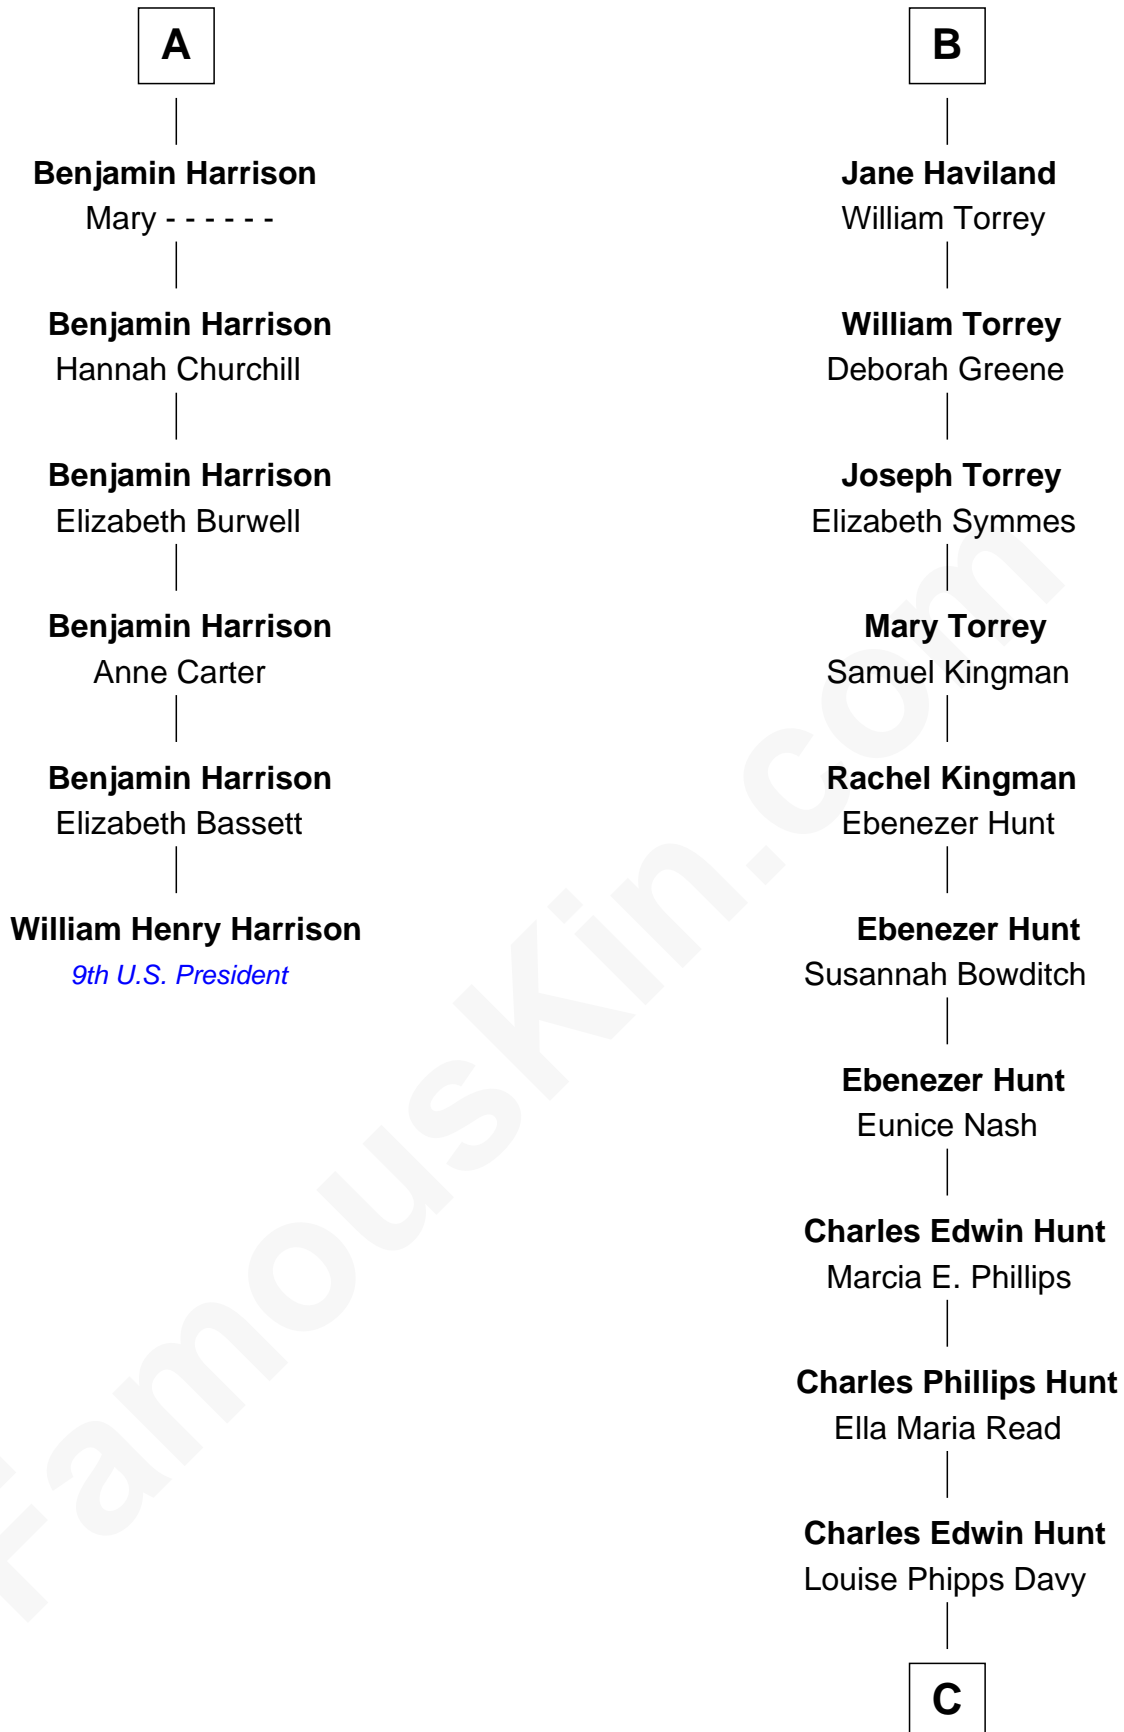 A
Benjamin Harrison
Mary - - - - - -
Benjamin Harrison
Hannah Churchill
Benjamin Harrison
Elizabeth Burwell
Benjamin Harrison
Anne Carter
Benjamin Harrison
Elizabeth Bassett
William Henry Harrison
9th U.S. President
B
Jane Haviland
William Torrey
William Torrey
Deborah Greene
Joseph Torrey
Elizabeth Symmes
Mary Torrey
Samuel Kingman
Rachel Kingman
Ebenezer Hunt
Ebenezer Hunt
Susannah Bowditch
Ebenezer Hunt
Eunice Nash
Charles Edwin Hunt
Marcia E. Phillips
Charles Phillips Hunt
Ella Maria Read
Charles Edwin Hunt
Louise Phipps Davy
C
FamousKin.com